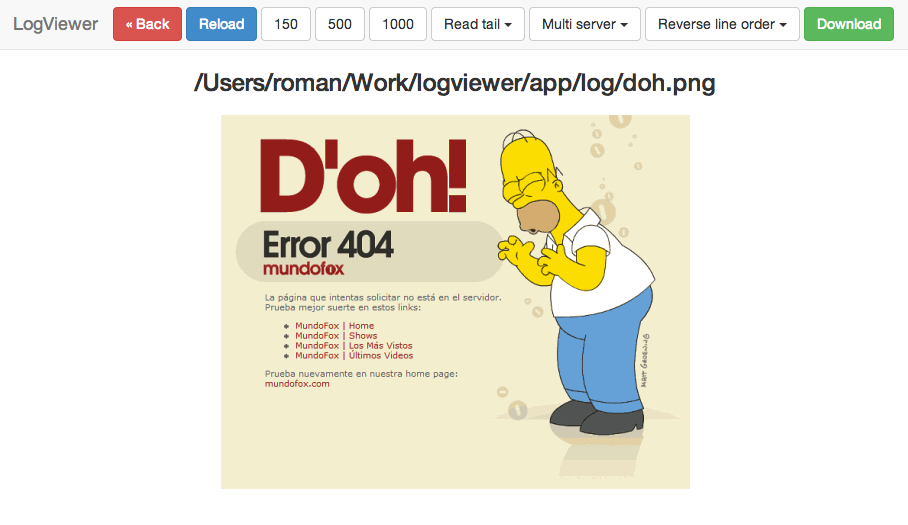 LogViewer « Back Reload 150 500 1000 Read tail Multi server Reverse line order Download
/Users/roman/Work/logviewer/app/log/doh.png
D'oh!
Error 404
mundofox
La página que intentas solicitar no está en el servidor.
Prueba mejor suerte en estos links:
MundoFox | Home
MundoFox | Shows
MundoFox | Los Más Vistos
MundoFox | Últimos Videos
Prueba nuevamente en nuestra home page:
mundofox.com
MATT GROENING